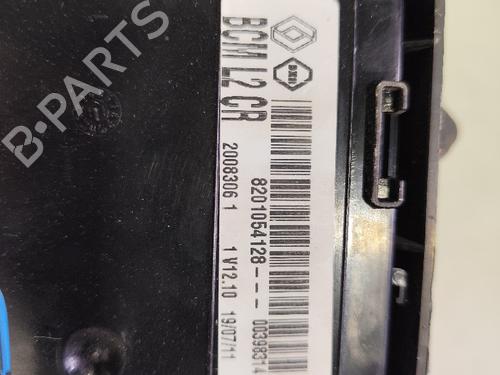 BCM L2 CR
8201054128--- 00398314
2008306 1 1 V12.10 19/07/11
B-PARTS